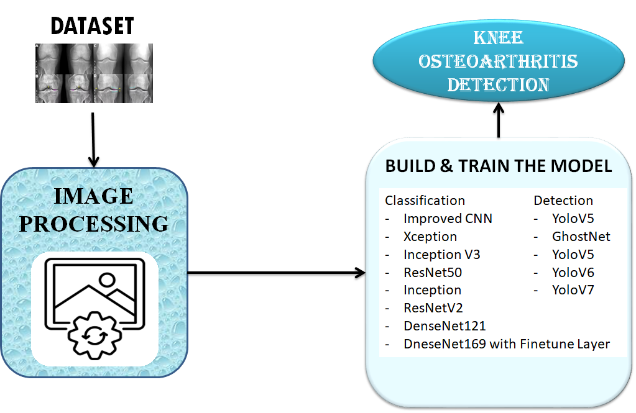 DATASET
KNEE
OSTEOARTHRITIS
DETECTION
IMAGE
PROCESSING
BUILD & TRAIN THE MODEL
Classification
- Improved CNN
- Xception
- Inception V3
- ResNet50
- Inception
- ResNetV2
- DenseNet121
- DneseNet169 with Finetune Layer
Detection
- YoloV5
- GhostNet
- YoloV5
- YoloV6
- YoloV7